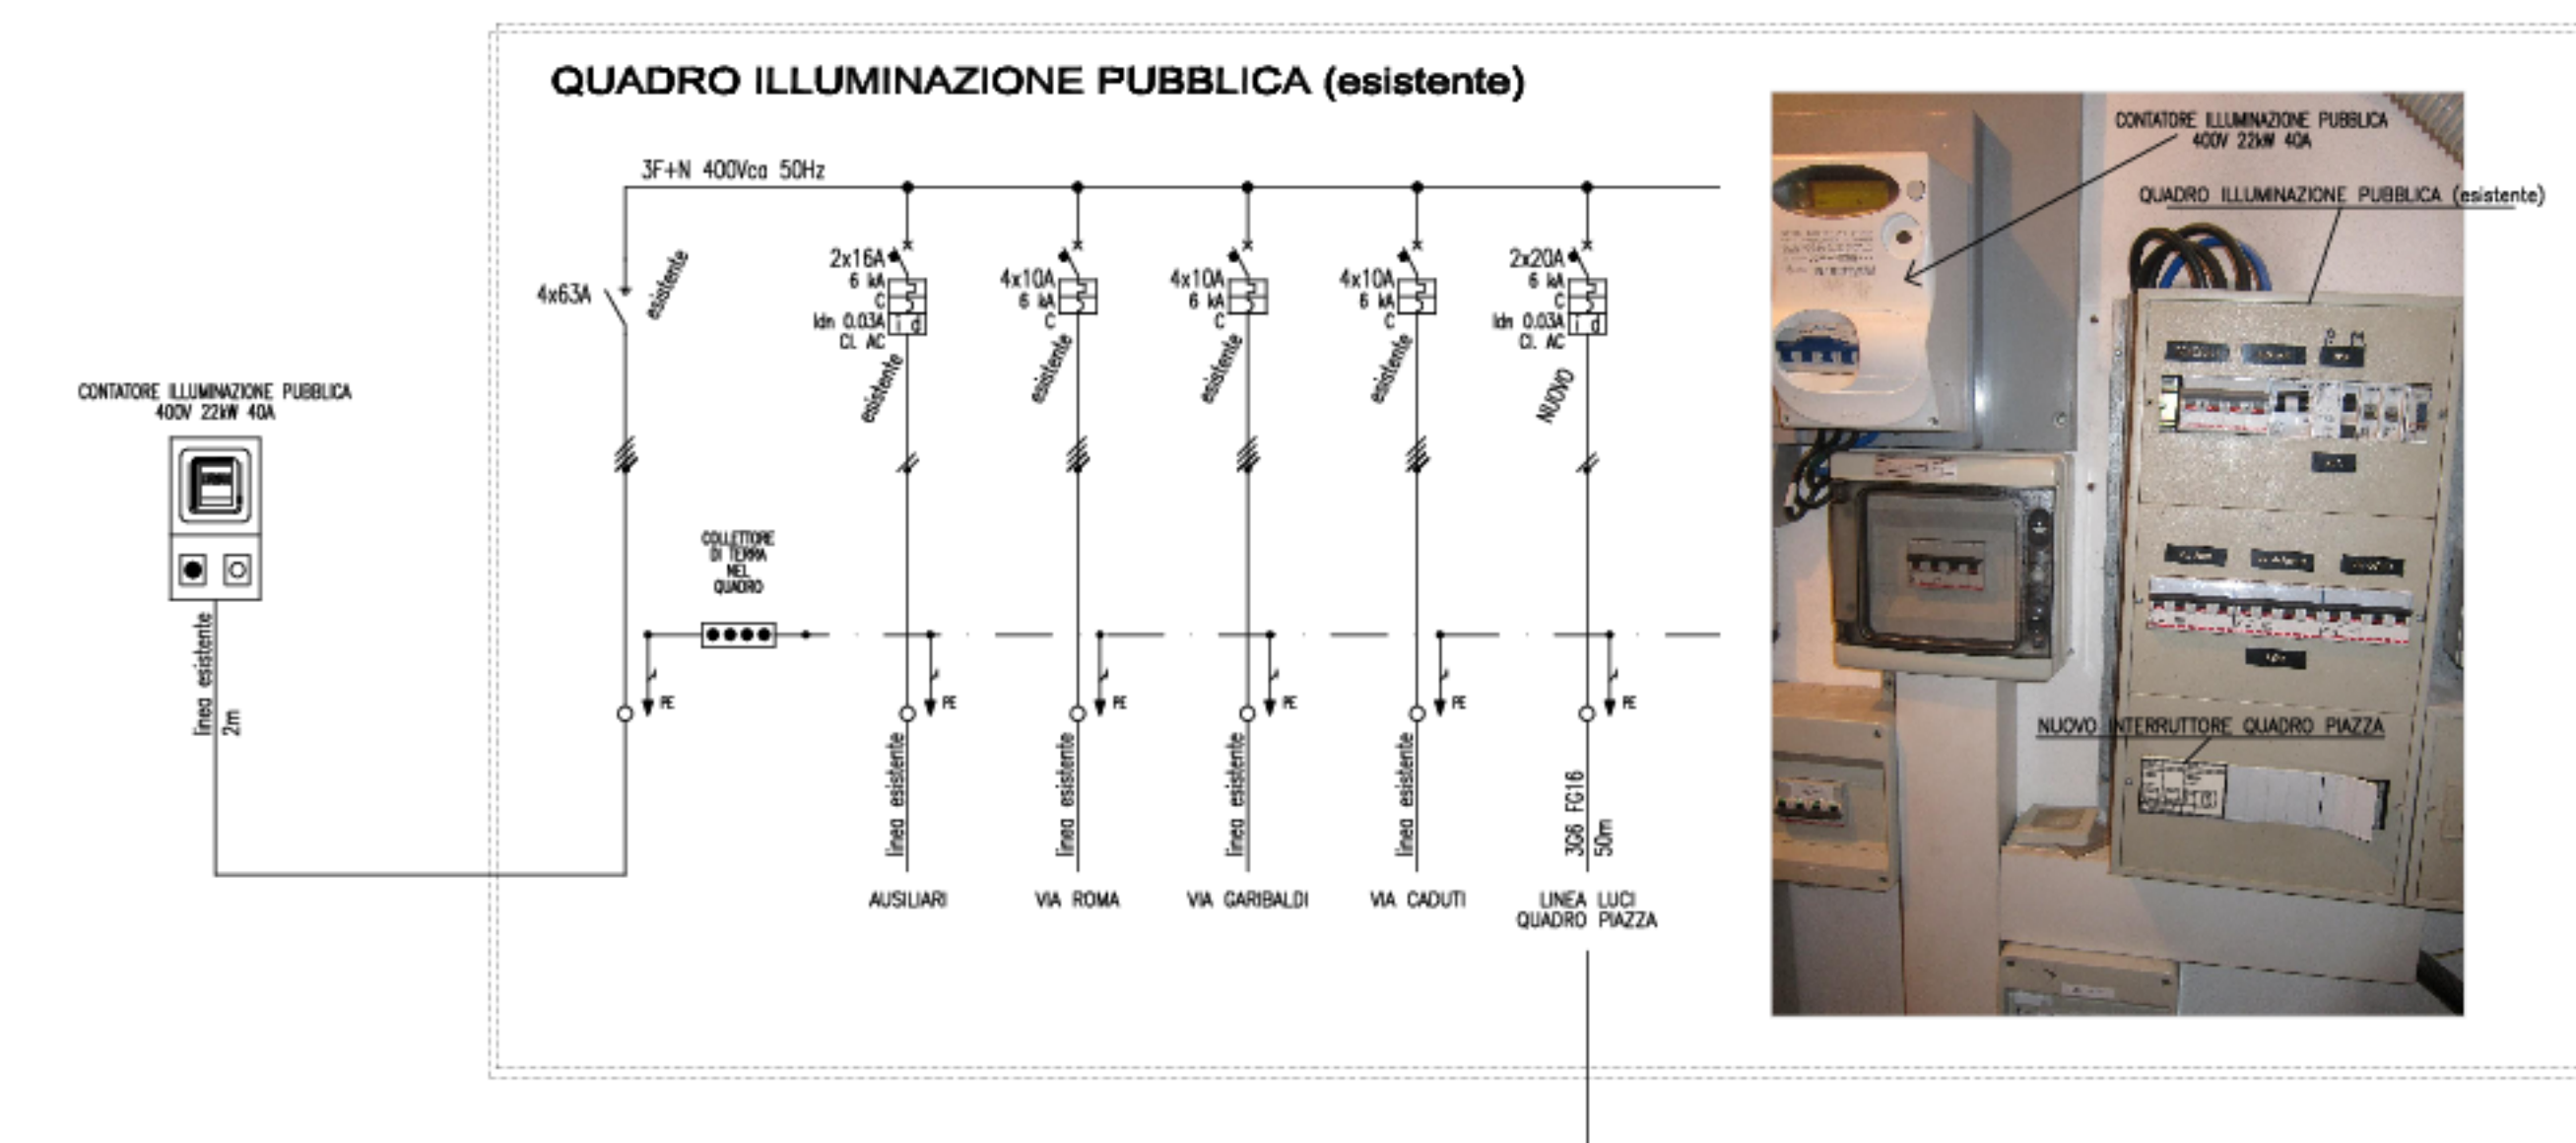 QUADRO ILLUMINAZIONE PUBBLICA (esistente)
3F+N 400Vca 50Hz
4x63A
esistente
2x16A
6 kA
C
Idn 0.03A
Cl. AC
i d
esistente
4x10A
6 kA
C
esistente
4x10A
6 kA
C
esistente
4x10A
6 kA
C
esistente
2x20A
6 kA
C
Idn 0.03A
Cl. AC
i d
NUOVO
CONTATORE ILLUMINAZIONE PUBBLICA
400V 22kW 40A
linea esistente
2m
COLLETTORE
DI TERRA
NEL
QUADRO
PE
PE
PE
PE
PE
PE
linea esistente
linea esistente
linea esistente
linea esistente
3G6 FG16
50m
AUSILIARI
VIA ROMA
VIA GARIBALDI
VIA CADUTI
LINEA LUCI
QUADRO PIAZZA
CONTATORE ILLUMINAZIONE PUBBLICA
400V 22kW 40A
QUADRO ILLUMINAZIONE PUBBLICA (esistente)
NUOVO INTERRUTTORE QUADRO PIAZZA